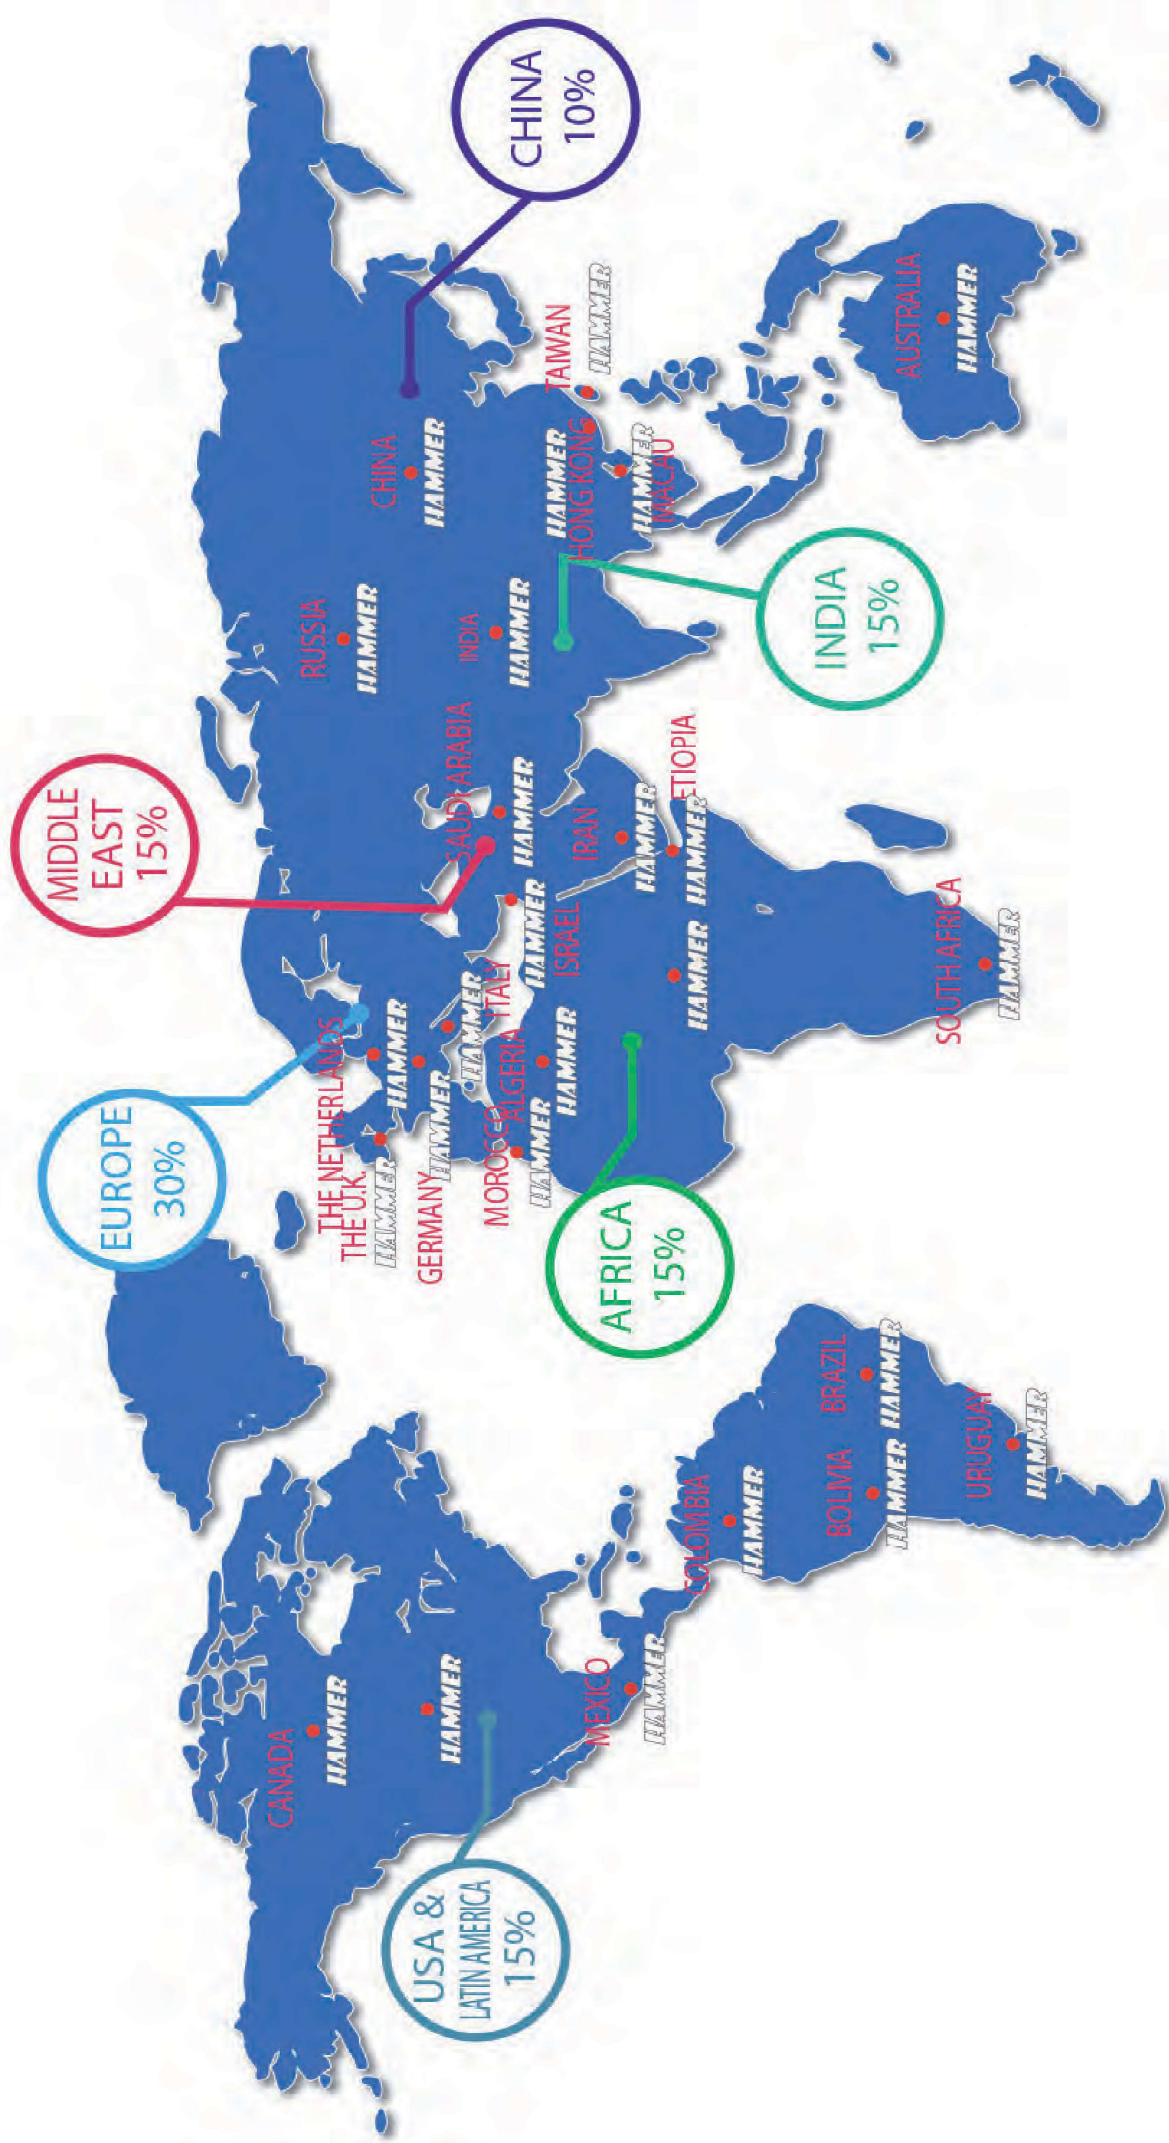 MIDDLE
EAST
15%
EUROPE
30%
CHINA
10%
USA &
LATIN AMERICA
15%
AFRICA
15%
INDIA
15%
CANADA
HAMMER
HAMMER
MEXICO
HAMMER
COLOMBIA
HAMMER
BOLIVIA
HAMMER
BRAZIL
HAMMER
URUGUAY
HAMMER
THE NETHERLANDS
HAMMER
THE U.K.
HAMMER
GERMANY
HAMMER
ITALY
HAMMER
MOROCCO
HAMMER
ALGERIA
HAMMER
ISRAEL
HAMMER
SAUDI ARABIA
HAMMER
IRAN
HAMMER
ETIOPIA
HAMMER
HAMMER
SOUTH AFRICA
HAMMER
RUSSIA
HAMMER
INDIA
HAMMER
CHINA
HAMMER
HAMMER
HONG KONG
TAIWAN
HAMMER
HAMMER
MACAU
AUSTRALIA
HAMMER